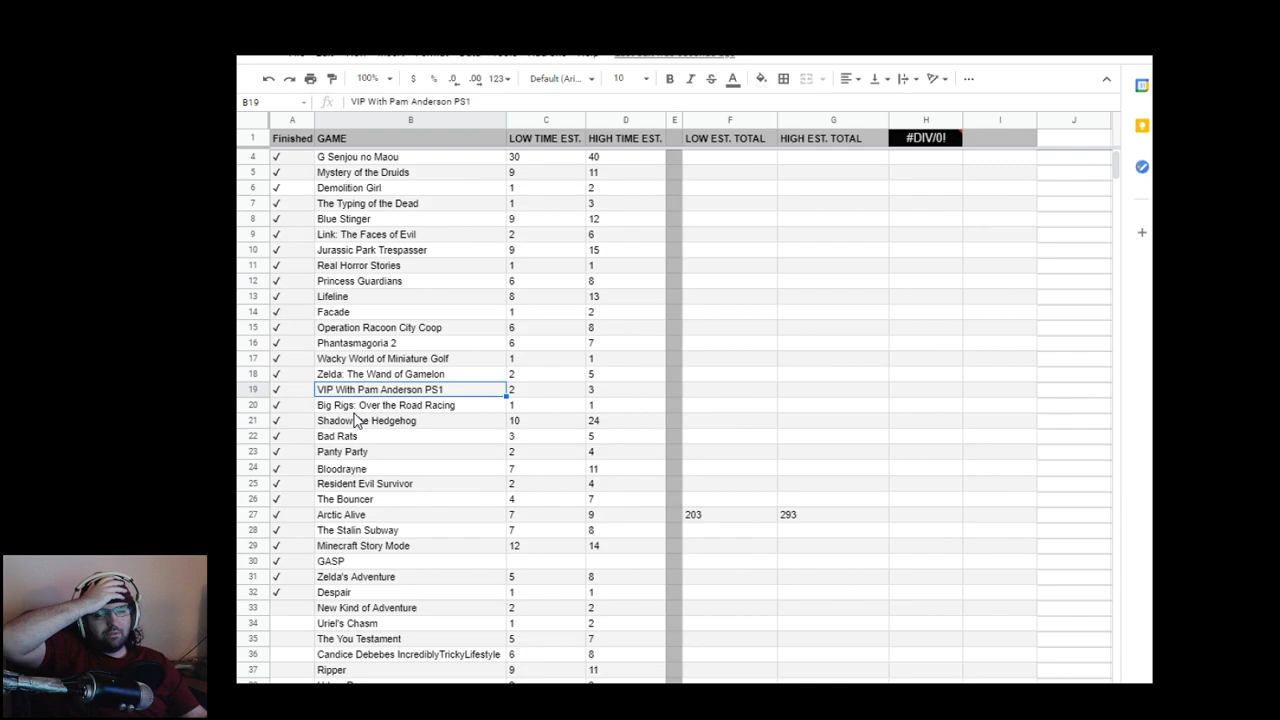 100% $ % .0 .00 123 Default (Ari... 10 B I S A ...
B19 fx VIP With Pam Anderson PS1
A B C D E F G H I J
1 Finished GAME LOW TIME EST. HIGH TIME EST. LOW EST. TOTAL HIGH EST. TOTAL #DIV/0!
4 ✓ G Senjou no Maou 30 40
5 ✓ Mystery of the Druids 9 11
6 ✓ Demolition Girl 1 2
7 ✓ The Typing of the Dead 1 3
8 ✓ Blue Stinger 9 12
9 ✓ Link: The Faces of Evil 2 6
10 ✓ Jurassic Park Trespasser 9 15
11 ✓ Real Horror Stories 1 1
12 ✓ Princess Guardians 6 8
13 ✓ Lifeline 8 13
14 ✓ Facade 1 2
15 ✓ Operation Racoon City Coop 6 8
16 ✓ Phantasmagoria 2 6 7
17 ✓ Wacky World of Miniature Golf 1 1
18 ✓ Zelda: The Wand of Gamelon 2 5
19 ✓ VIP With Pam Anderson PS1 2 3
20 ✓ Big Rigs: Over the Road Racing 1 1
21 ✓ Shadow the Hedgehog 10 24
22 ✓ Bad Rats 3 5
23 ✓ Panty Party 2 4
24 ✓ Bloodrayne 7 11
25 ✓ Resident Evil Survivor 2 4
26 ✓ The Bouncer 4 7
27 ✓ Arctic Alive 7 9 203 293
28 ✓ The Stalin Subway 7 8
29 ✓ Minecraft Story Mode 12 14
30 ✓ GASP
31 ✓ Zelda's Adventure 5 8
32 ✓ Despair 1 1
33 New Kind of Adventure 2 2
34 Uriel's Chasm 1 2
35 The You Testament 5 7
36 Candice Debebes IncrediblyTrickyLifestyle 6 8
37 Ripper 9 11